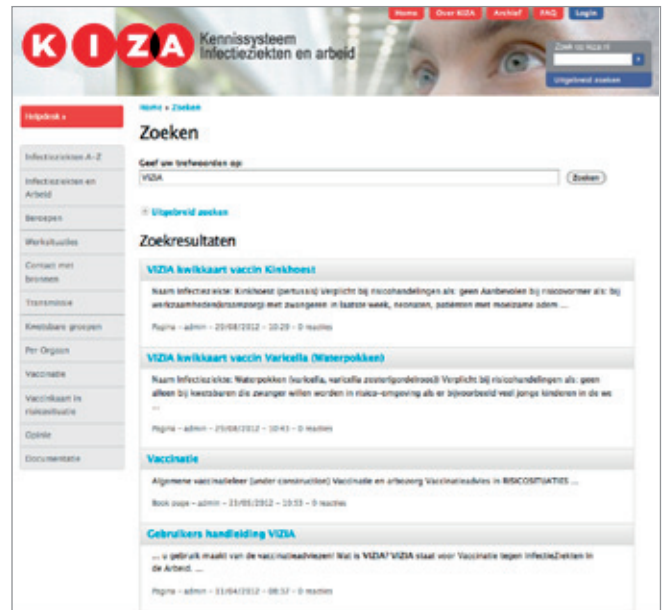 Home Over KIZA Archief FAQ Login
KIZA
Kennissysteem
Infectieziekten en arbeid
Zoek op kiza.nl
Uitgebreid zoeken
Helpdesk »
Infectieziekten A-Z
Infectieziekten en
Arbeid
Beroepen
Werksituaties
Contact met
bronnen
Transmissie
Kwetsbare groepen
Per Orgaan
Vaccinatie
Vaccinkaart in
risicosituatie
Opinie
Documentatie
Home » Zoeken
Zoeken
Geef uw trefwoorden op:
VIZIA
Zoeken
Uitgebreid zoeken
Zoekresultaten
VIZIA kwikkaart vaccin Kinkhoest
Naam Infectieziekte: Kinkhoest (pertussis) Verplicht bij risicohandelingen als: geen Aanbevolen bij risicovormer als: bij
werkzaamheden(kraamzorg) met zwangeren in laatste week, neonaten, patiënten met moeizame adem ...
Pagina - admin - 29/08/2012 - 10:29 - 0 reacties
VIZIA kwikkaart vaccin Varicella (Waterpokken)
Naam Infectieziekte: Waterpokken (varicella, varicella zoster(gordelroos)) Verplicht bij risicohandelingen als: geen
alleen bij kwetsbaren die zwanger willen worden in risico-omgeving als er bijvoorbeeld veel jonge kinderen in de we
...
Pagina - admin - 29/08/2012 - 10:43 - 0 reacties
Vaccinatie
Algemene vaccinatieleer (under construction) Vaccinatie en arbozorg Vaccinatieadvies in RISICOSITUATIES ...
Book page - admin - 23/05/2012 - 10:53 - 0 reacties
Gebruikers handleiding VIZIA
... u gebruik maakt van de vaccinatieadviezen! Wat is VIZIA? VIZIA staat voor Vaccinatie tegen InfectieZiekten in
de Arbeid. ...
Pagina - admin - 11/04/2012 - 08:57 - 0 reacties